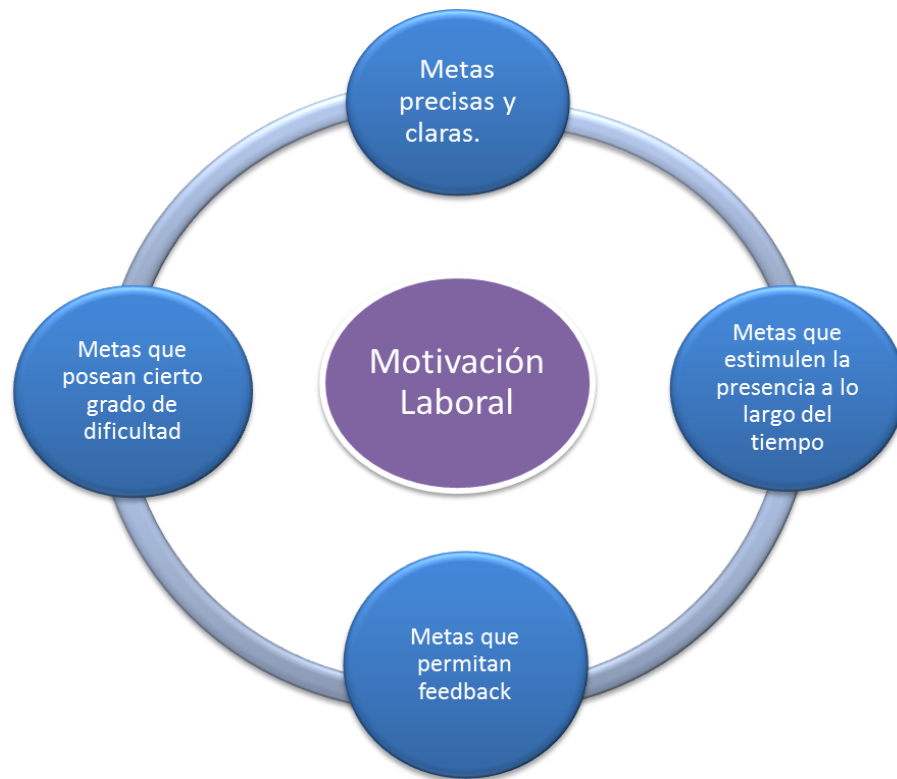 Metas
precisas y
claras.
Metas que
estimulen la
presencia a lo
largo del
tiempo
Metas que
permitan
feedback
Metas que
posean cierto
grado de
dificultad
Motivación
Laboral